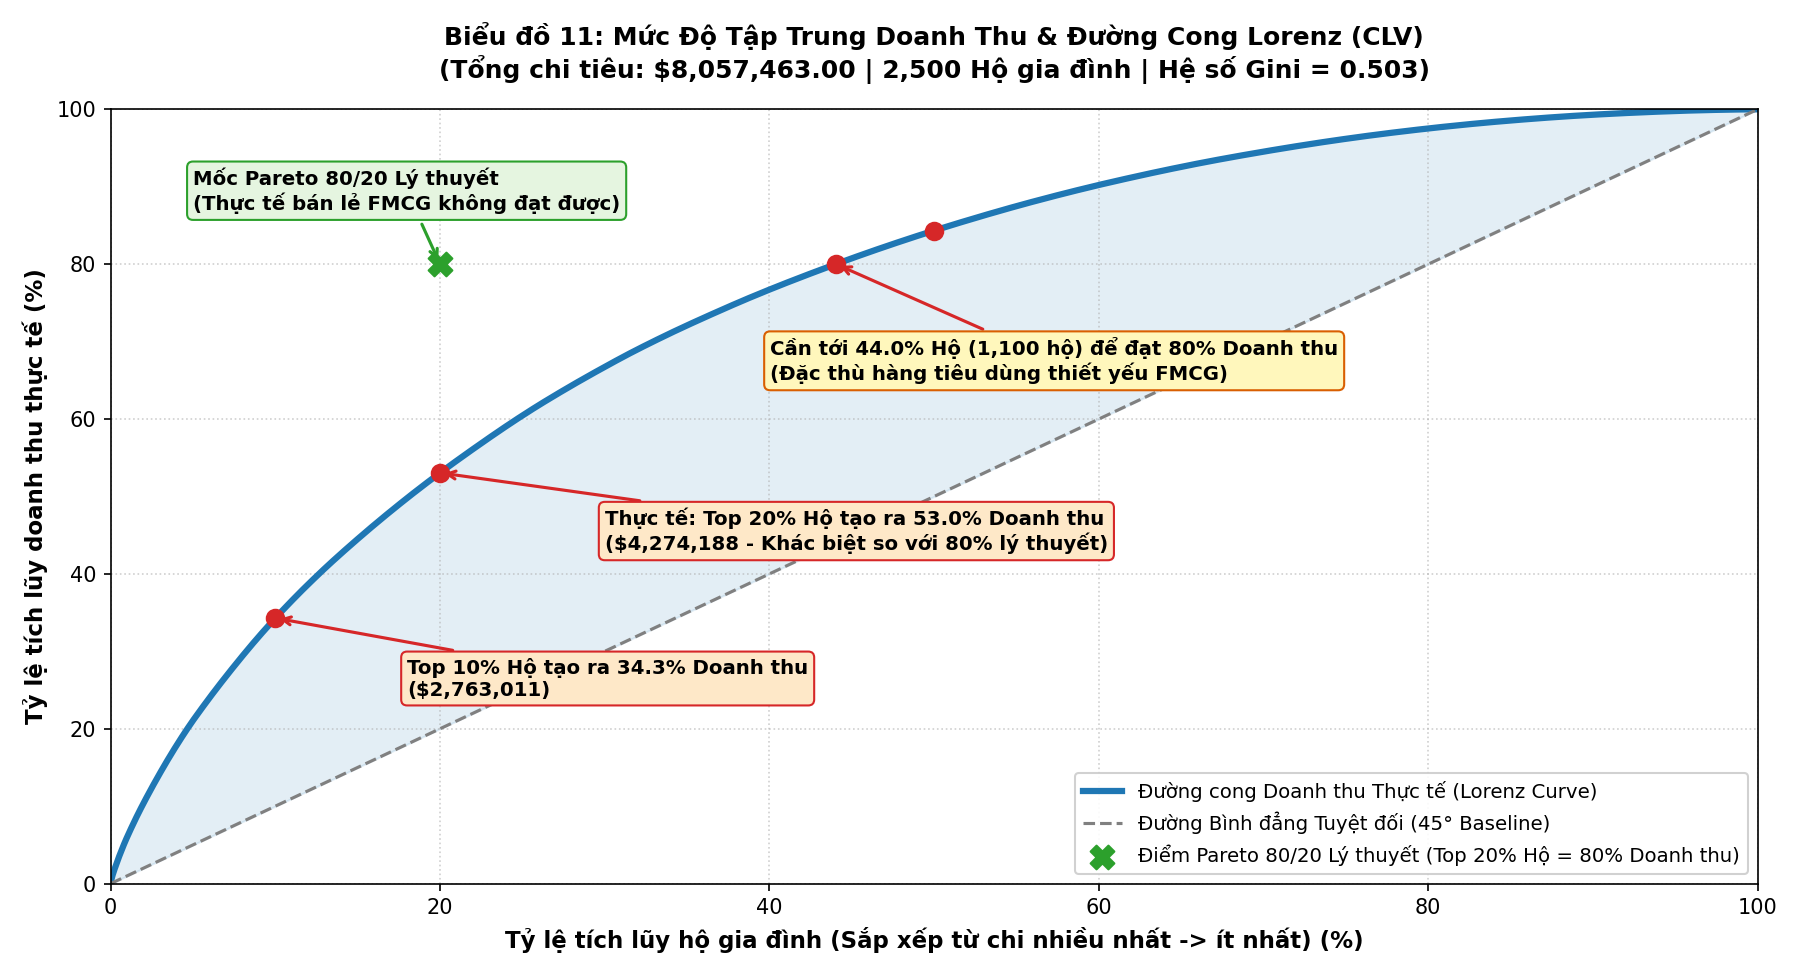 Biểu đồ 11: Mức Độ Tập Trung Doanh Thu & Đường Cong Lorenz (CLV)
(Tổng chi tiêu: $8,057,463.00 | 2,500 Hộ gia đình | Hệ số Gini = 0.503)
Tỷ lệ tích lũy doanh thu thực tế (%)
100
80
60
40
20
0
Mốc Pareto 80/20 Lý thuyết
(Thực tế bán lẻ FMCG không đạt được)
Cần tới 44.0% Hộ (1,100 hộ) để đạt 80% Doanh thu
(Đặc thù hàng tiêu dùng thiết yếu FMCG)
Thực tế: Top 20% Hộ tạo ra 53.0% Doanh thu
($4,274,188 - Khác biệt so với 80% lý thuyết)
Top 10% Hộ tạo ra 34.3% Doanh thu
($2,763,011)
Đường cong Doanh thu Thực tế (Lorenz Curve)
Đường Bình đẳng Tuyệt đối (45° Baseline)
Điểm Pareto 80/20 Lý thuyết (Top 20% Hộ = 80% Doanh thu)
0 20 40 60 80 100
Tỷ lệ tích lũy hộ gia đình (Sắp xếp từ chi nhiều nhất -> ít nhất) (%)